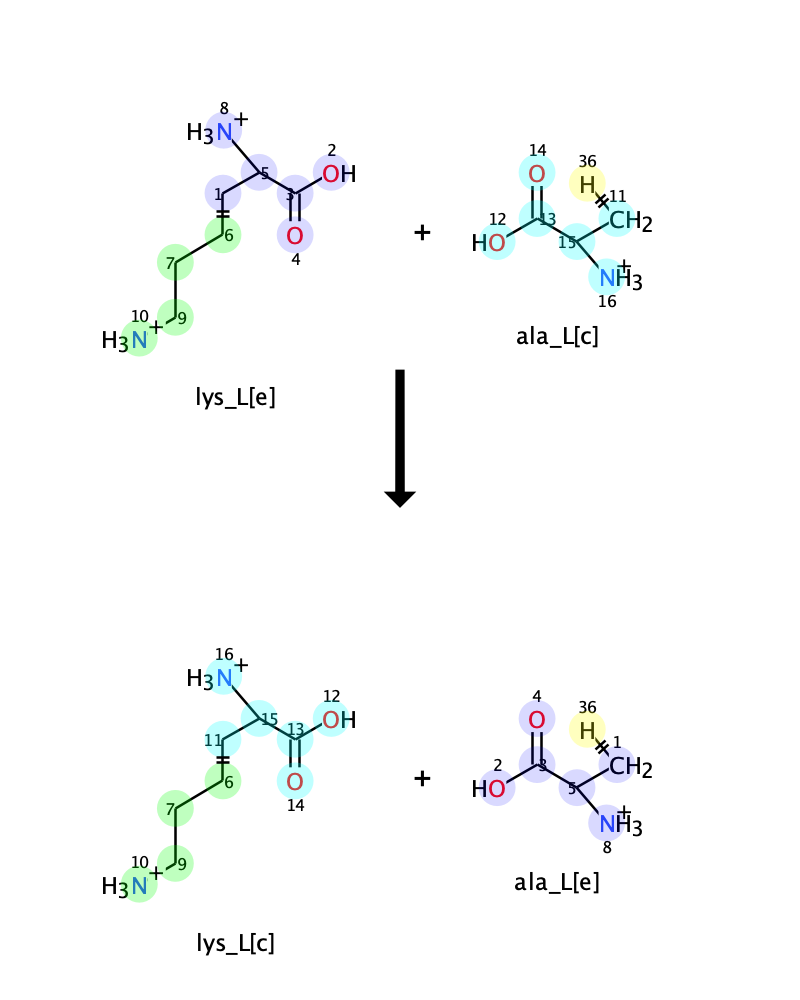 8
H3N+
5
2
OH
1
3
O
4
6
7
10
H3N+
9
lys_L[e]
+
14
O
36
H
11
CH2
12
HO
13
15
NH3+
16
ala_L[c]
16
H3N+
15
12
OH
11
13
O
14
6
7
10
H3N+
9
lys_L[c]
+
4
O
36
H
1
CH2
2
HO
3
5
NH3+
8
ala_L[e]